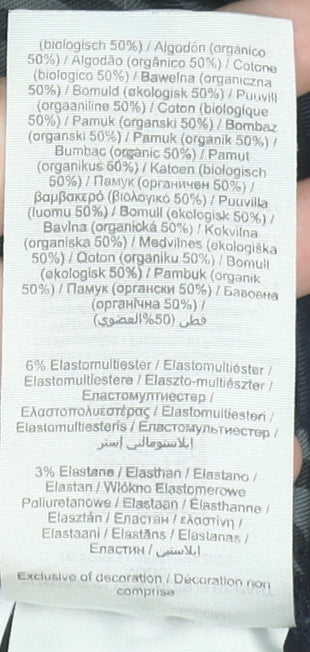 (biologisch 50%) / Algodón (orgánico
50%) / Algodão (orgânico 50%) / Cotone
(biologico 50%) / Bawełna (organiczna
50%) / Bomuld (økologisk 50%) / Puuvill
(orgaaniline 50%) / Coton (biologique
50%) / Pamuk (organski 50%) / Bombaž
(organski 50%) / Pamuk (organik 50%) /
Bumbac (organic 50%) / Pamut
(organikus 50%) / Katoen (biologisch
50%) / Памук (органичен 50%) /
βαμβακερό (βιολογικό 50%) / Puuvilla
(luomu 50%) / Bomull (ekologisk 50%) /
Bavlna (organická 50%) / Kokvilna
(organiska 50%) / Medvilnės (ekologiška
50%) / Qoton (organiku 50%) / Bomull
(økologisk 50%) / Pambuk (organik
50%) / Памук (органски 50%) / Бавовна
(органічна 50%) /
قطن (50%العضوي)
6% Elastomultiester / Elastomultiéster /
Elastomultiestere / Elaszto-multiészter /
Еластомултиестер /
Ελαστοπολυεστέρας / Elastomultiesteri /
Elastomultiesteris / Еластомультиестер /
إيلاستومالتي إستر
3% Elastane / Elasthan / Elastano /
Elastan / Włókno Elastomerowe
Poliuretanowe / Elastaan / Élasthanne /
Elasztán / Еластан / ελαστίνη /
Elastaani / Elastāns / Elastanas /
Еластин / إيلاستين
Exclusive of decoration / Décoration non
comprise